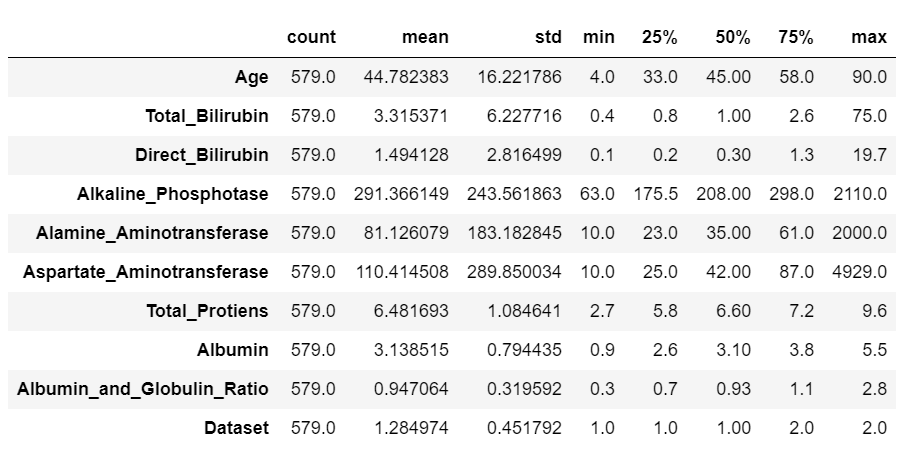 count mean std min 25% 50% 75% max
Age 579.0 44.782383 16.221786 4.0 33.0 45.00 58.0 90.0
Total_Bilirubin 579.0 3.315371 6.227716 0.4 0.8 1.00 2.6 75.0
Direct_Bilirubin 579.0 1.494128 2.816499 0.1 0.2 0.30 1.3 19.7
Alkaline_Phosphotase 579.0 291.366149 243.561863 63.0 175.5 208.00 298.0 2110.0
Alamine_Aminotransferase 579.0 81.126079 183.182845 10.0 23.0 35.00 61.0 2000.0
Aspartate_Aminotransferase 579.0 110.414508 289.850034 10.0 25.0 42.00 87.0 4929.0
Total_Protiens 579.0 6.481693 1.084641 2.7 5.8 6.60 7.2 9.6
Albumin 579.0 3.138515 0.794435 0.9 2.6 3.10 3.8 5.5
Albumin_and_Globulin_Ratio 579.0 0.947064 0.319592 0.3 0.7 0.93 1.1 2.8
Dataset 579.0 1.284974 0.451792 1.0 1.0 1.00 2.0 2.0